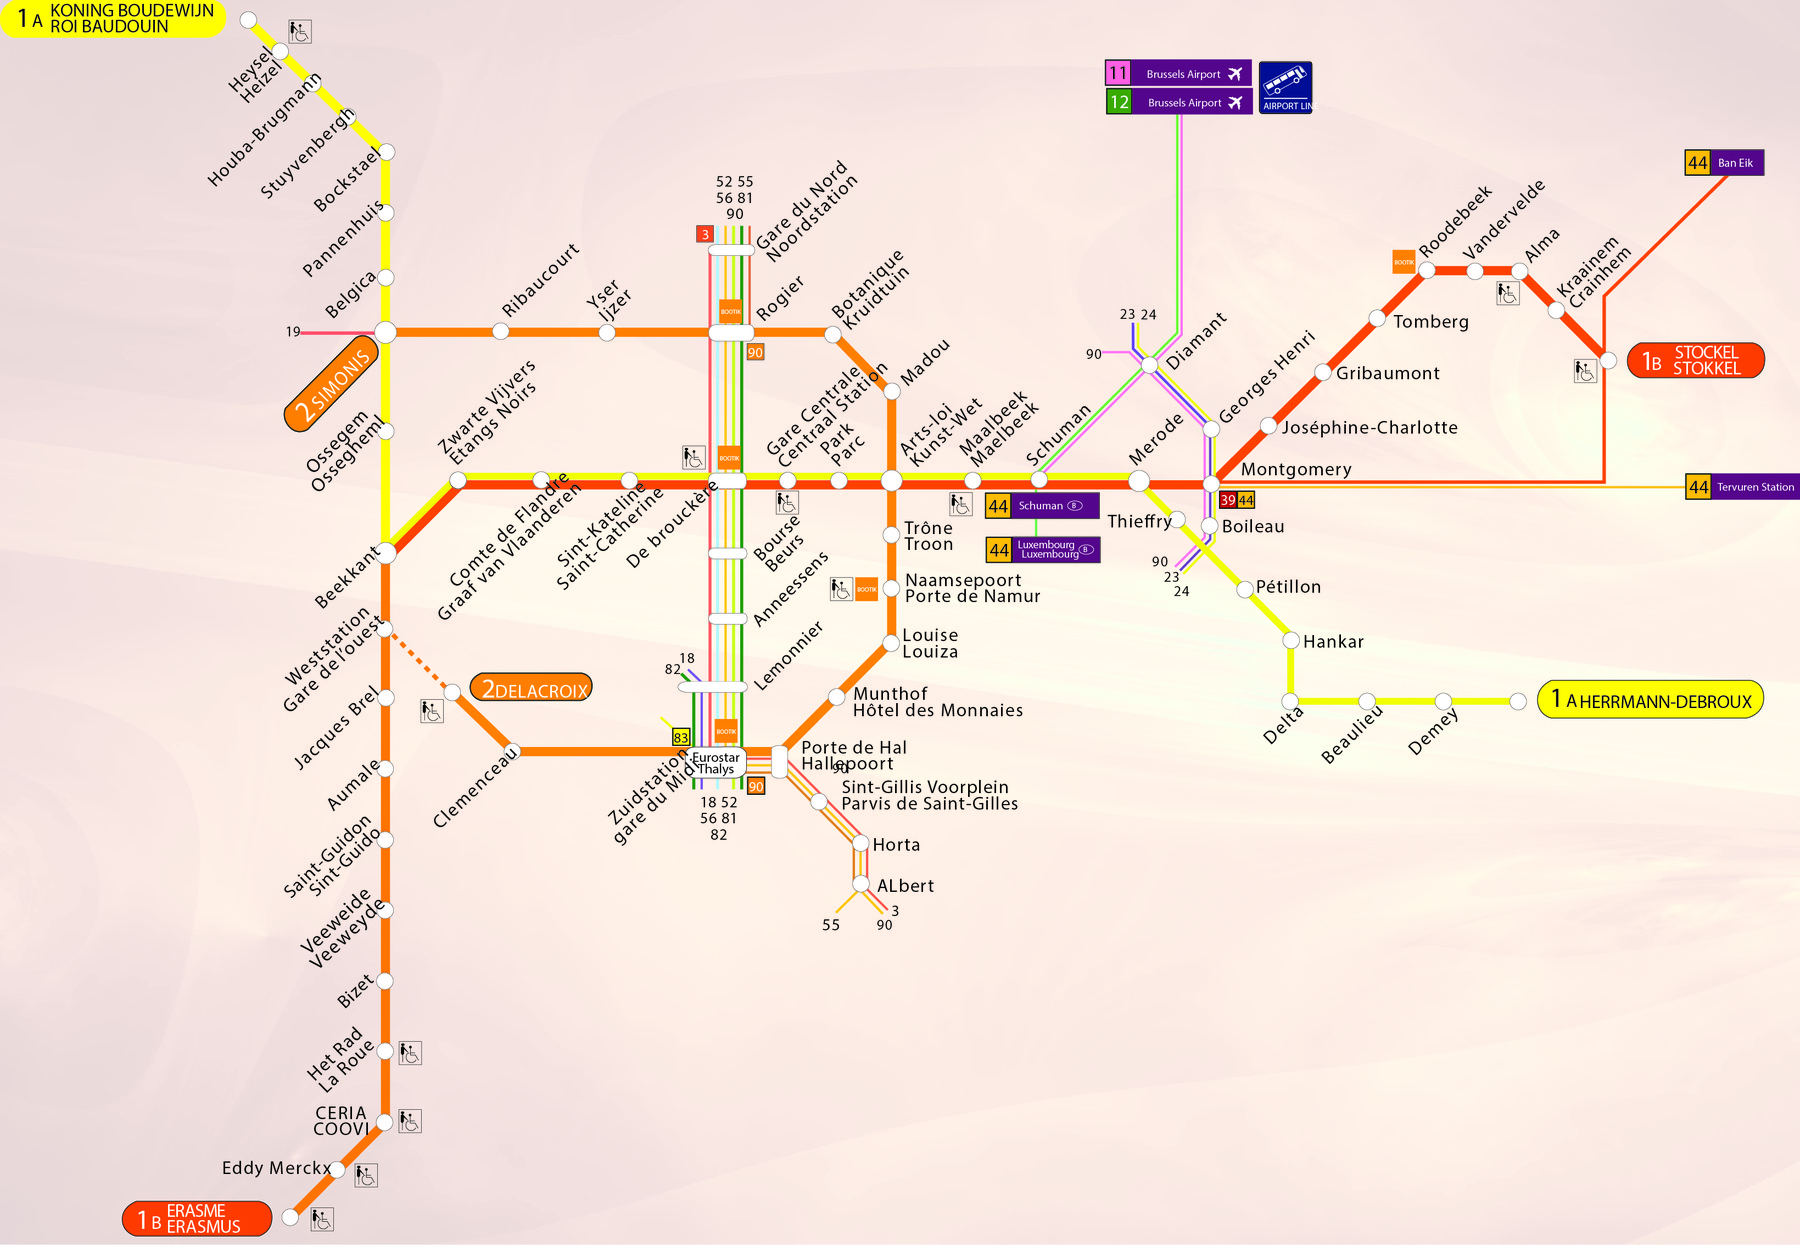 1 A KONING BOUDEWIJN
ROI BAUDOUIN
Heysel
Heizel
Houba-Brugmann
Stuyvenbergh
Bockstael
Pannenhuis
Belgica
19
2 SIMONIS
Ribaucourt
Yser
Ijzer
52 55
56 81
90
3
Gare du Nord
Noordstation
BOOTIK
Rogier
90
Botanique
Kruidtuin
Madou
11 Brussels Airport
12 Brussels Airport
AIRPORT LINE
23 24
90
Diamant
Georges Henri
44 Ban Eik
Roodebeek
BOOTIK
Vandervelde
Alma
Kraainem
Crainhem
Tomberg
1B STOCKEL
STOKKEL
Gribaumont
Joséphine-Charlotte
Montgomery
39 44
44 Tervuren Station
Ossegem
Ossegheml
Zwarte Vijvers
Etangs Noirs
Comte de Flandre
Graaf van Vlaanderen
Sint-Kateline
Saint-Catherine
De brouckère
BOOTIK
Gare Centrale
Centraal Station
Park
Parc
Arts-loi
Kunst-Wet
Maalbeek
Maelbeek
Schuman
Merode
44 Schuman B
44 Luxembourg
Luxembourg B
Thieffry
Boileau
90
23
24
Pétillon
Hankar
Delta
Beaulieu
Demey
1 A HERRMANN-DEBROUX
Beekkant
Bourse
Beurs
Anneessens
Lemonnier
Trône
Troon
BOOTIK
Naamsepoort
Porte de Namur
Louise
Louiza
Munthof
Hôtel des Monnaies
Weststation
Gare de l'ouest
2DELACROIX
Jacques Brel
Clemenceau
18
82
83
BOOTIK
Eurostar
Thalys
Zuidstation
gare du Midi
90
18 52
56 81
82
Porte de Hal
Hallepoort
90
Sint-Gillis Voorplein
Parvis de Saint-Gilles
Horta
ALbert
55
3
90
Aumale
Saint-Guidon
Sint-Guido
Veeweide
Veeweyde
Bizet
Het Rad
La Roue
CERIA
COOVI
Eddy Merckx
1B ERASME
ERASMUS